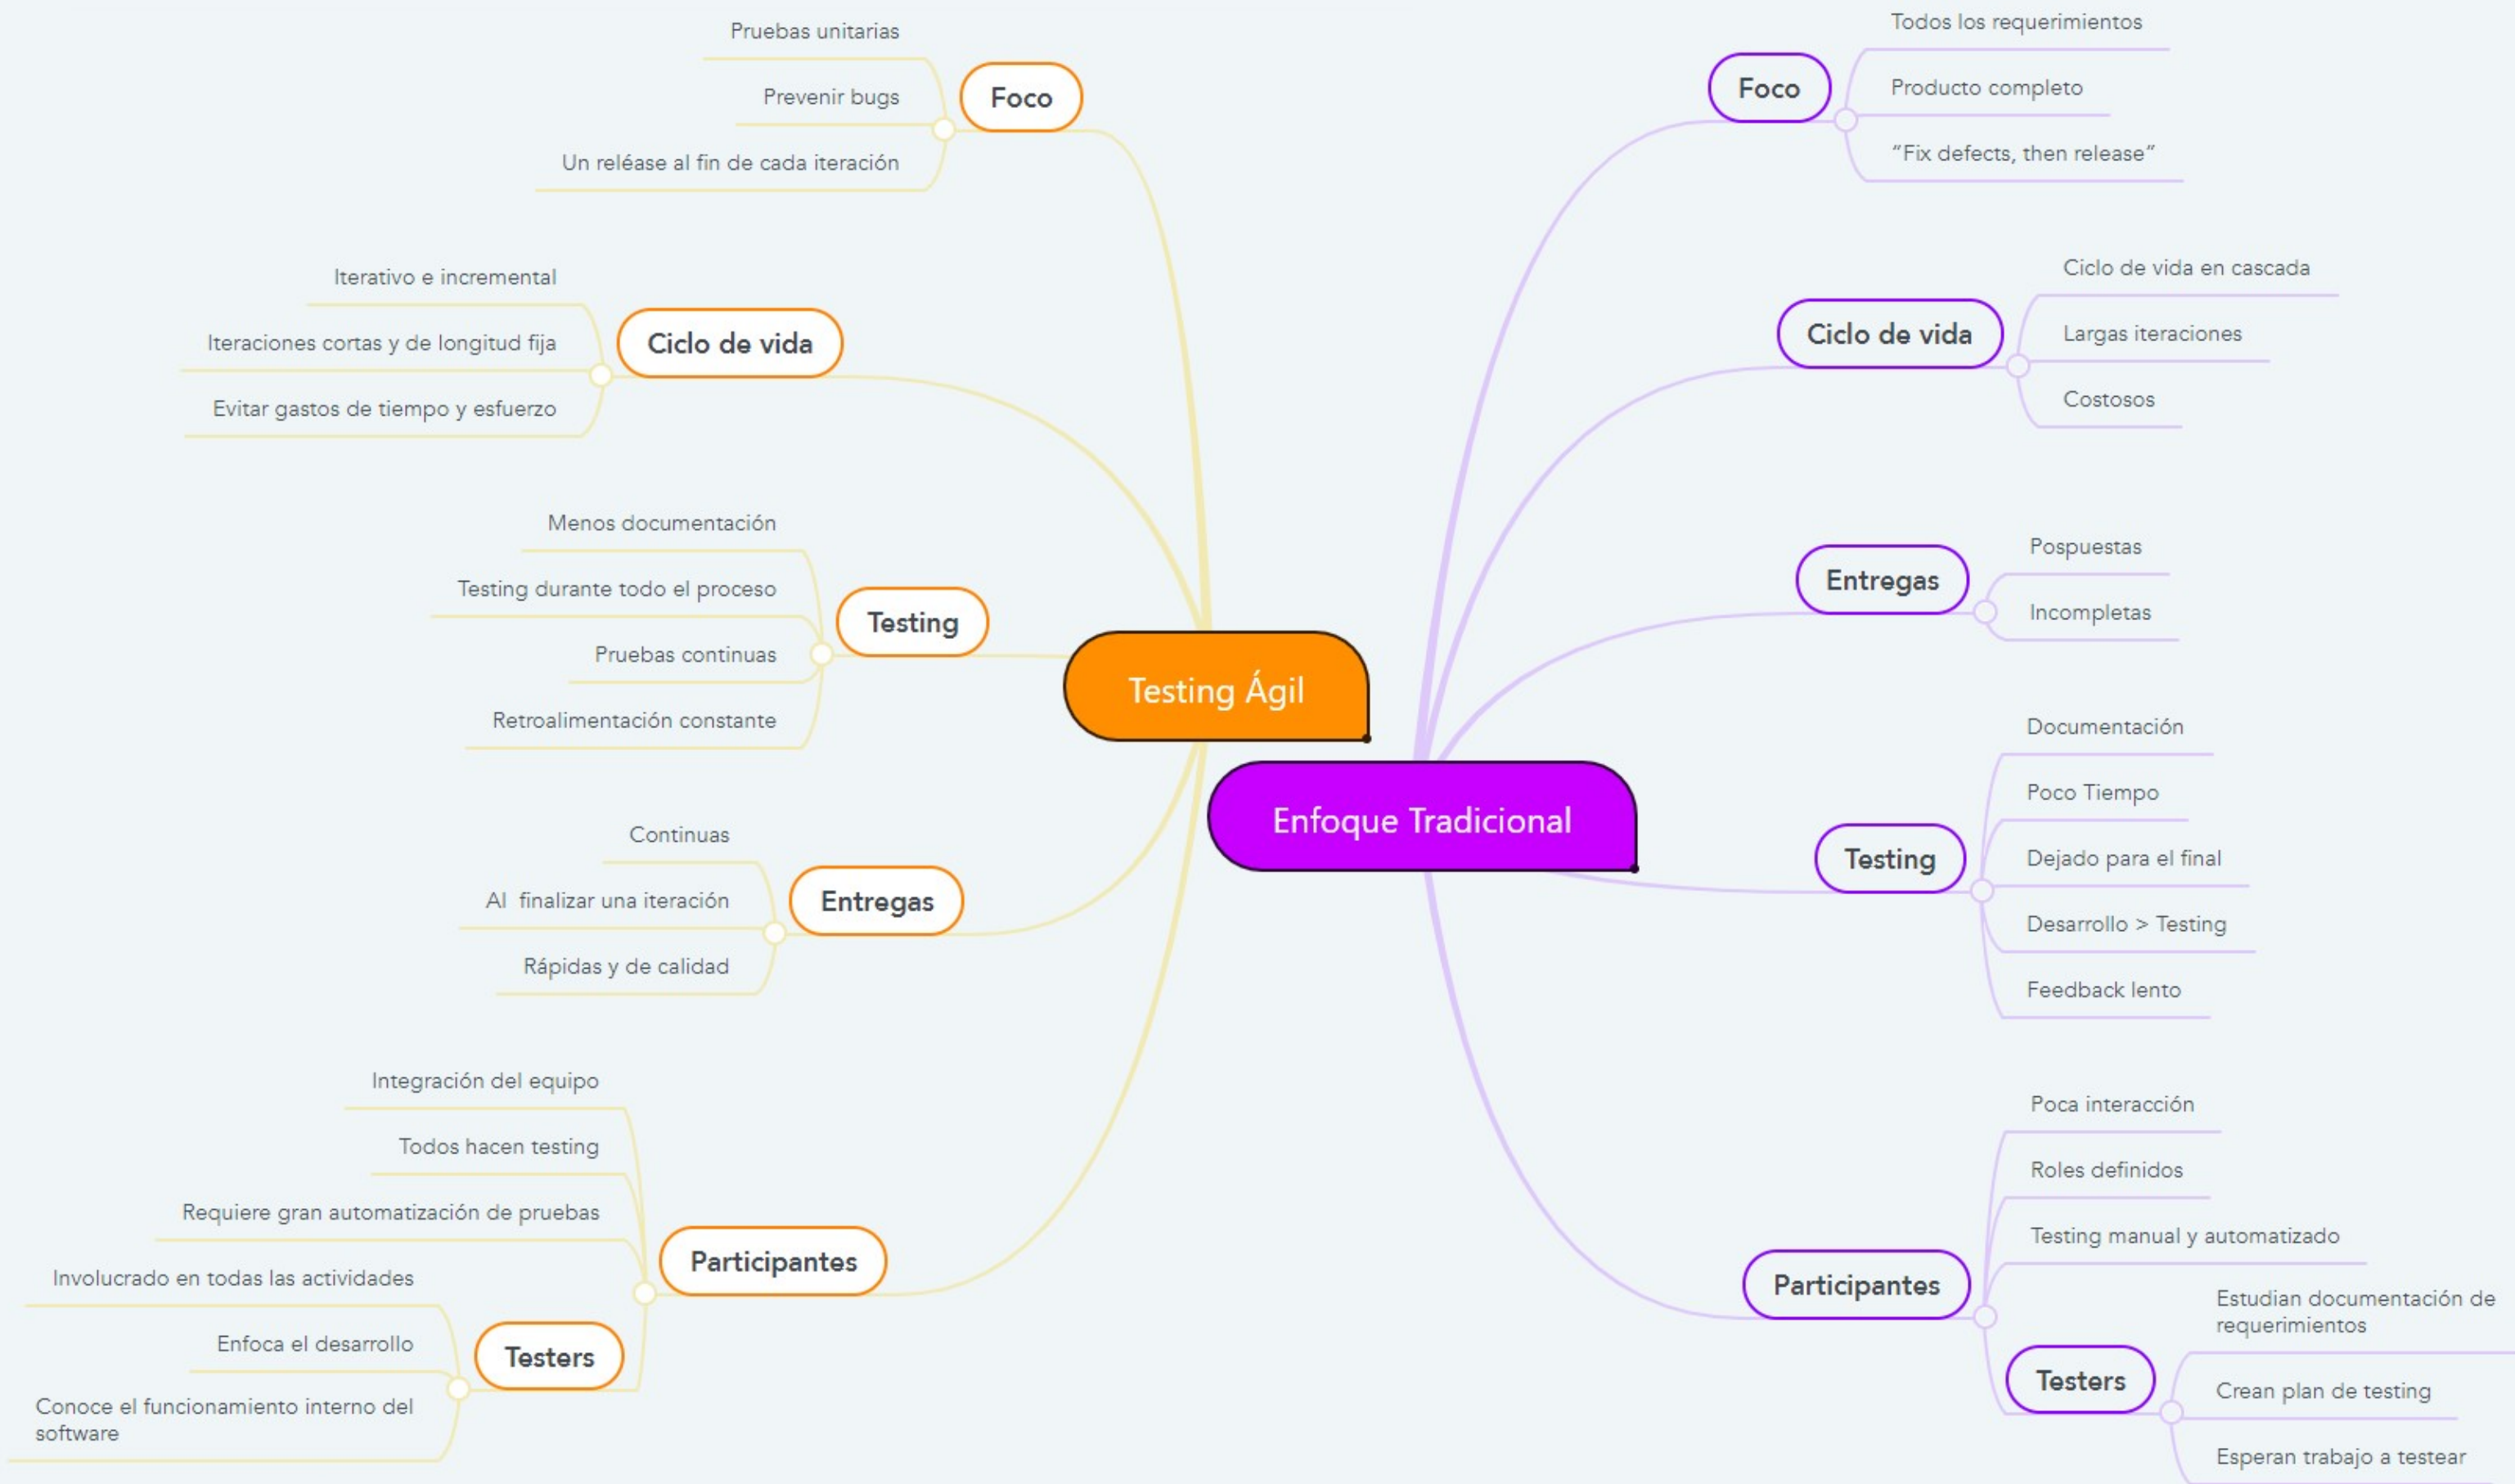 Testing Ágil
Foco
Pruebas unitarias
Prevenir bugs
Un reléase al fin de cada iteración
Ciclo de vida
Iterativo e incremental
Iteraciones cortas y de longitud fija
Evitar gastos de tiempo y esfuerzo
Testing
Menos documentación
Testing durante todo el proceso
Pruebas continuas
Retroalimentación constante
Entregas
Continuas
Al  finalizar una iteración
Rápidas y de calidad
Participantes
Integración del equipo
Todos hacen testing
Requiere gran automatización de pruebas
Testers
Involucrado en todas las actividades
Enfoca el desarrollo
Conoce el funcionamiento interno del
software
Enfoque Tradicional
Foco
Todos los requerimientos
Producto completo
“Fix defects, then release”
Ciclo de vida
Ciclo de vida en cascada
Largas iteraciones
Costosos
Entregas
Pospuestas
Incompletas
Testing
Documentación
Poco Tiempo
Dejado para el final
Desarrollo > Testing
Feedback lento
Participantes
Poca interacción
Roles definidos
Testing manual y automatizado
Testers
Estudian documentación de
requerimientos
Crean plan de testing
Esperan trabajo a testear